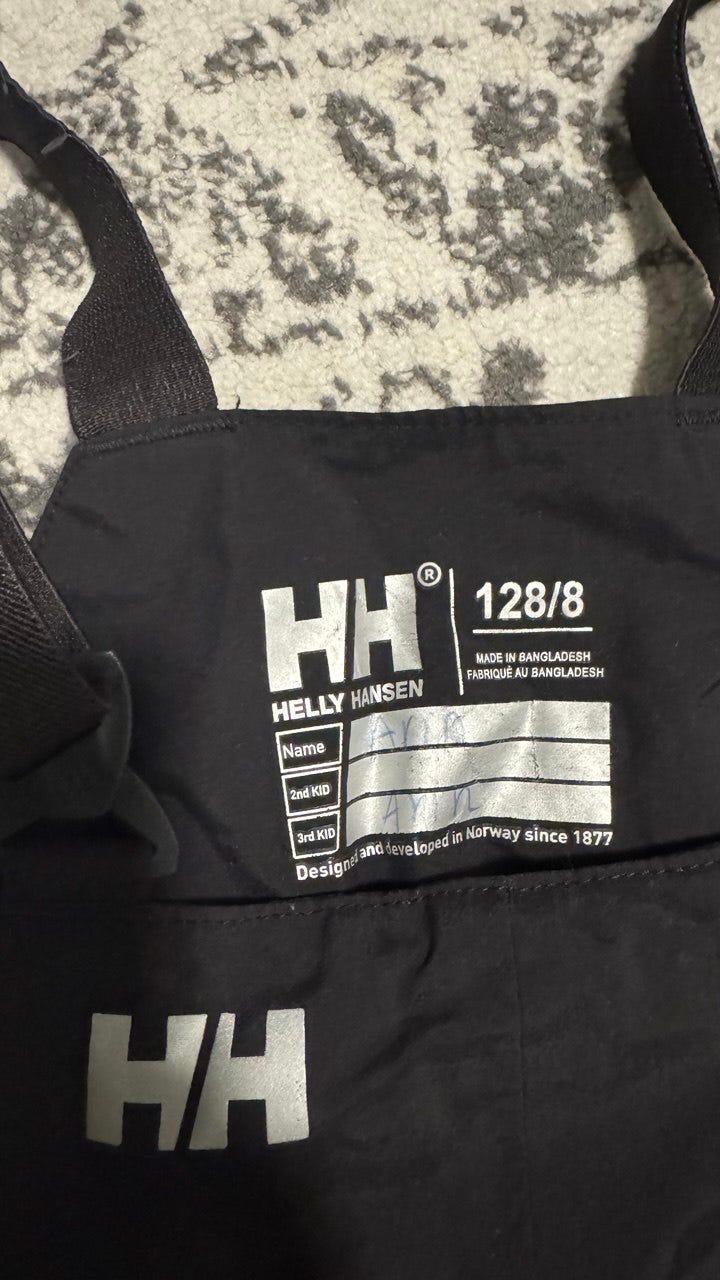 HH®
128/8
MADE IN BANGLADESH
FABRIQUÉ AU BANGLADESH
HELLY HANSEN
Name
2nd KID
Arin
3rd KID
Designed and developed in Norway since 1877
HH